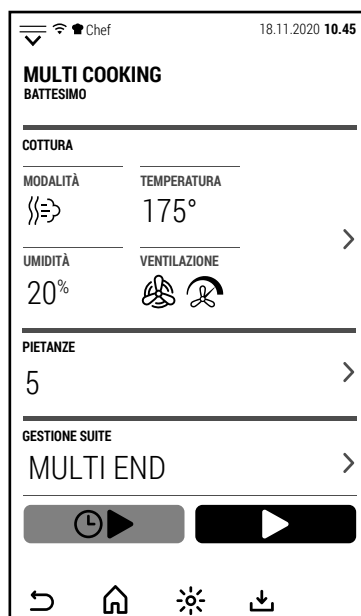 Chef 18.11.2020 10.45
MULTI COOKING
BATTESIMO
COTTURA
MODALITÀ TEMPERATURA
175°
UMIDITÀ VENTILAZIONE
20%
PIETANZE
5
GESTIONE SUITE
MULTI END